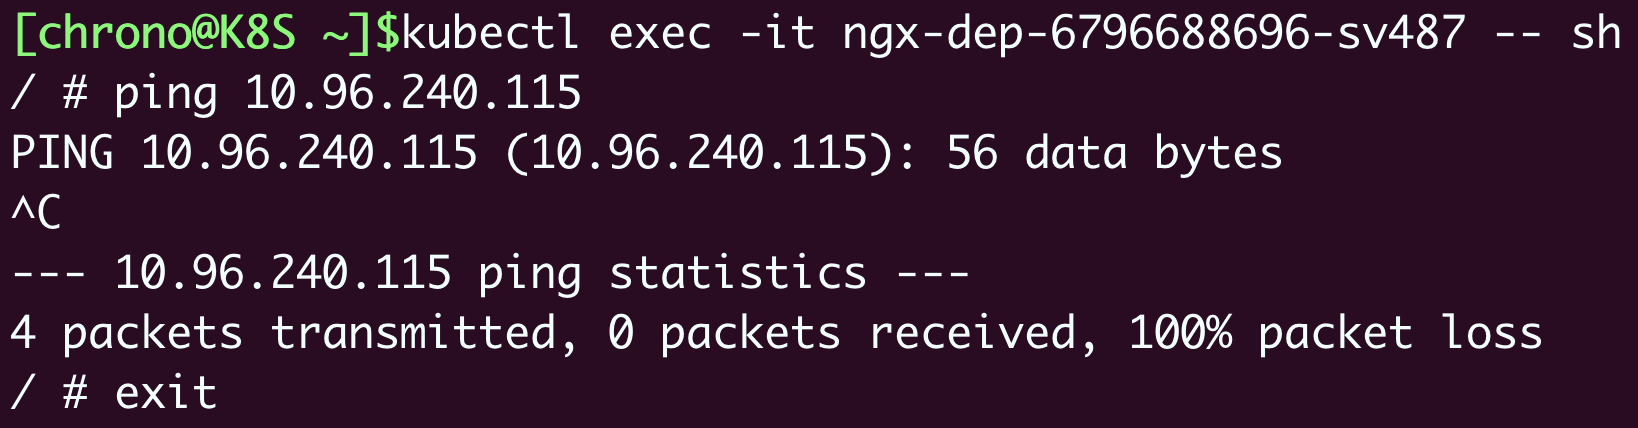 [chrono@K8S ~]$kubectl exec -it ngx-dep-6796688696-sv487 -- sh
/ # ping 10.96.240.115
PING 10.96.240.115 (10.96.240.115): 56 data bytes
^C
--- 10.96.240.115 ping statistics ---
4 packets transmitted, 0 packets received, 100% packet loss
/ # exit